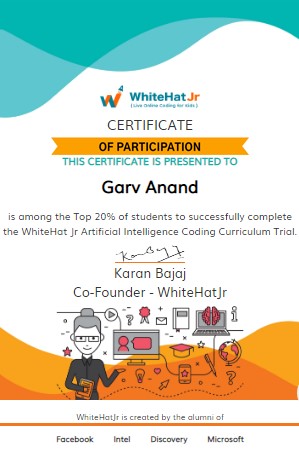 WhiteHat Jr
( Live Online Coding for Kids )
CERTIFICATE
OF PARTICIPATION
THIS CERTIFICATE IS PRESENTED TO
Garv Anand
is among the Top 20% of students to successfully complete
the WhiteHat Jr Artificial Intelligence Coding Curriculum Trial.
Karan Bajaj
Co-Founder - WhiteHatJr
WhiteHatJr is created by the alumni of
Facebook Intel Discovery Microsoft